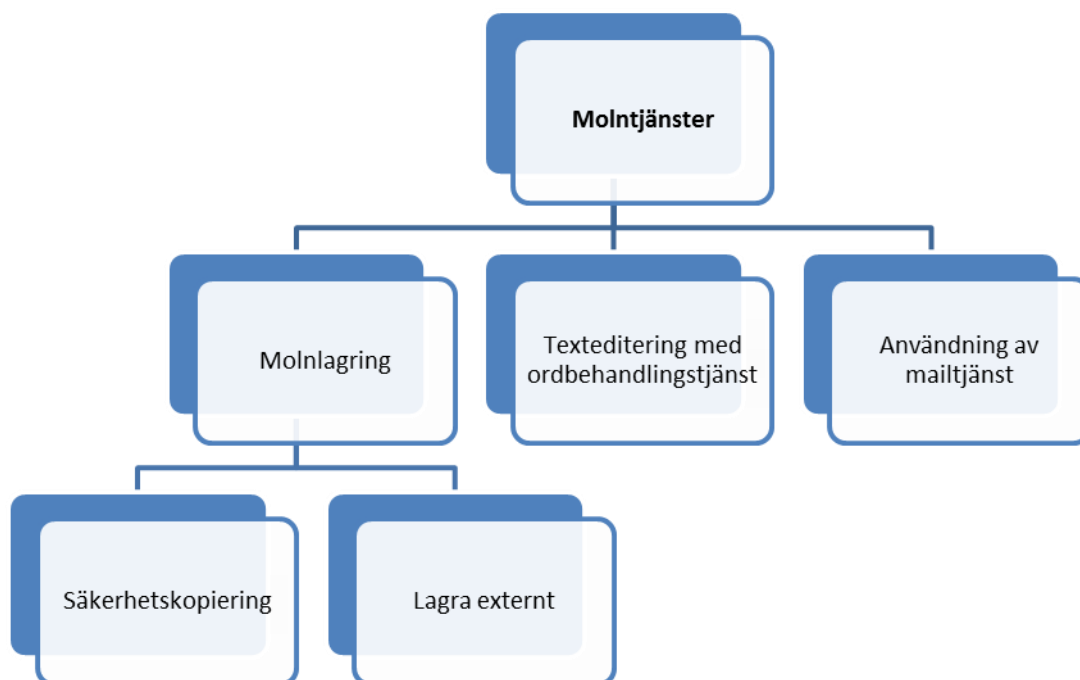 Molntjänster
Molnlagring
Texteditering med
ordbehandlingstjänst
Användning av
mailtjänst
Säkerhetskopiering
Lagra externt